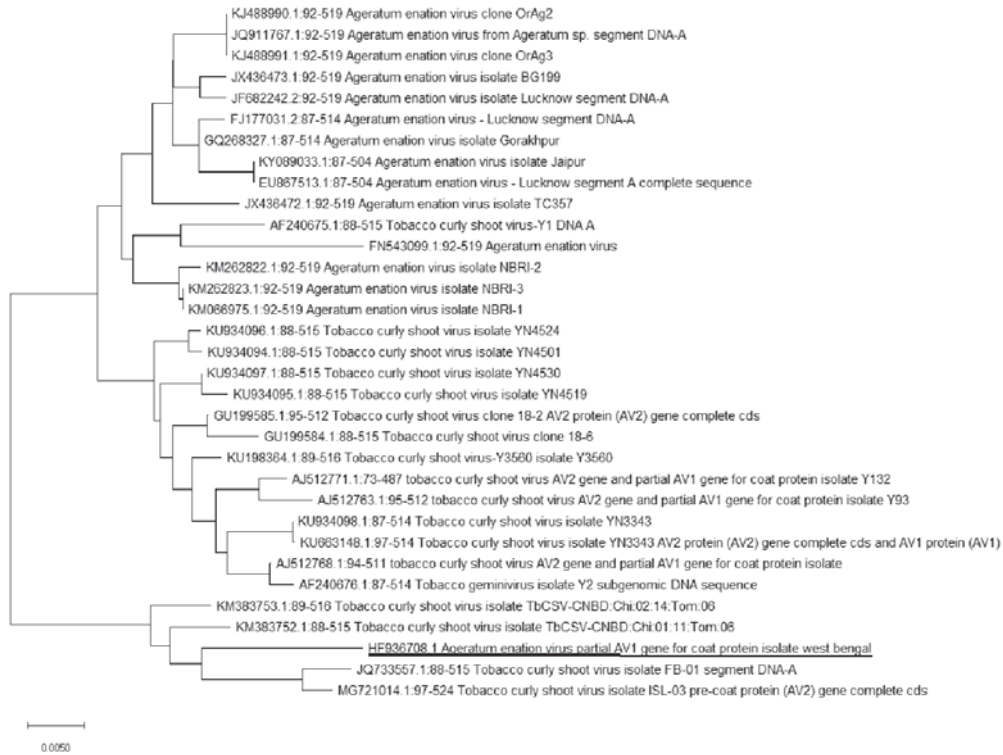 KJ488990.1:92-519 Ageratum enation virus clone OrAg2
JQ911767.1:92-519 Ageratum enation virus from Ageratum sp. segment DNA-A
KJ488991.1:92-519 Ageratum enation virus clone OrAg3
JX436473.1:92-519 Ageratum enation virus isolate BG199
JF682242.2:92-519 Ageratum enation virus isolate Lucknow segment DNA-A
FJ177031.2:87-514 Ageratum enation virus - Lucknow segment DNA-A
GQ268327.1:87-514 Ageratum enation virus isolate Gorakhpur
KY089033.1:87-504 Ageratum enation virus isolate Jaipur
EU867513.1:87-504 Ageratum enation virus - Lucknow segment A complete sequence
JX436472.1:92-519 Ageratum enation virus isolate TC357
AF240675.1:88-515 Tobacco curly shoot virus-Y1 DNA A
FN543099.1:92-519 Ageratum enation virus
KM262822.1:92-519 Ageratum enation virus isolate NBRI-2
KM262823.1:92-519 Ageratum enation virus isolate NBRI-3
KM066975.1:92-519 Ageratum enation virus isolate NBRI-1
KU934096.1:88-515 Tobacco curly shoot virus isolate YN4524
KU934094.1:88-515 Tobacco curly shoot virus isolate YN4501
KU934097.1:88-515 Tobacco curly shoot virus isolate YN4530
KU934095.1:88-515 Tobacco curly shoot virus isolate YN4519
GU199585.1:95-512 Tobacco curly shoot virus clone 18-2 AV2 protein (AV2) gene complete cds
GU199584.1:88-515 Tobacco curly shoot virus clone 18-6
KU198364.1:89-516 Tobacco curly shoot virus-Y3560 isolate Y3560
AJ512771.1:73-487 tobacco curly shoot virus AV2 gene and partial AV1 gene for coat protein isolate Y132
AJ512763.1:95-512 tobacco curly shoot virus AV2 gene and partial AV1 gene for coat protein isolate Y93
KU934098.1:87-514 Tobacco curly shoot virus isolate YN3343
KU663148.1:97-514 Tobacco curly shoot virus isolate YN3343 AV2 protein (AV2) gene complete cds and AV1 protein (AV1)
AJ512768.1:94-511 tobacco curly shoot virus AV2 gene and partial AV1 gene for coat protein isolate
AF240676.1:87-514 Tobacco geminivirus isolate Y2 subgenomic DNA sequence
KM383753.1:89-516 Tobacco curly shoot virus isolate TbCSV-CNBD:Chi:02:14:Tom:06
KM383752.1:88-515 Tobacco curly shoot virus isolate TbCSV-CNBD:Chi:01:11:Tom:06
HF936708.1 Ageratum enation virus partial AV1 gene for coat protein isolate west bengal
JQ733557.1:88-515 Tobacco curly shoot virus isolate FB-01 segment DNA-A
MG721014.1:97-524 Tobacco curly shoot virus isolate ISL-03 pre-coat protein (AV2) gene complete cds
0.0050